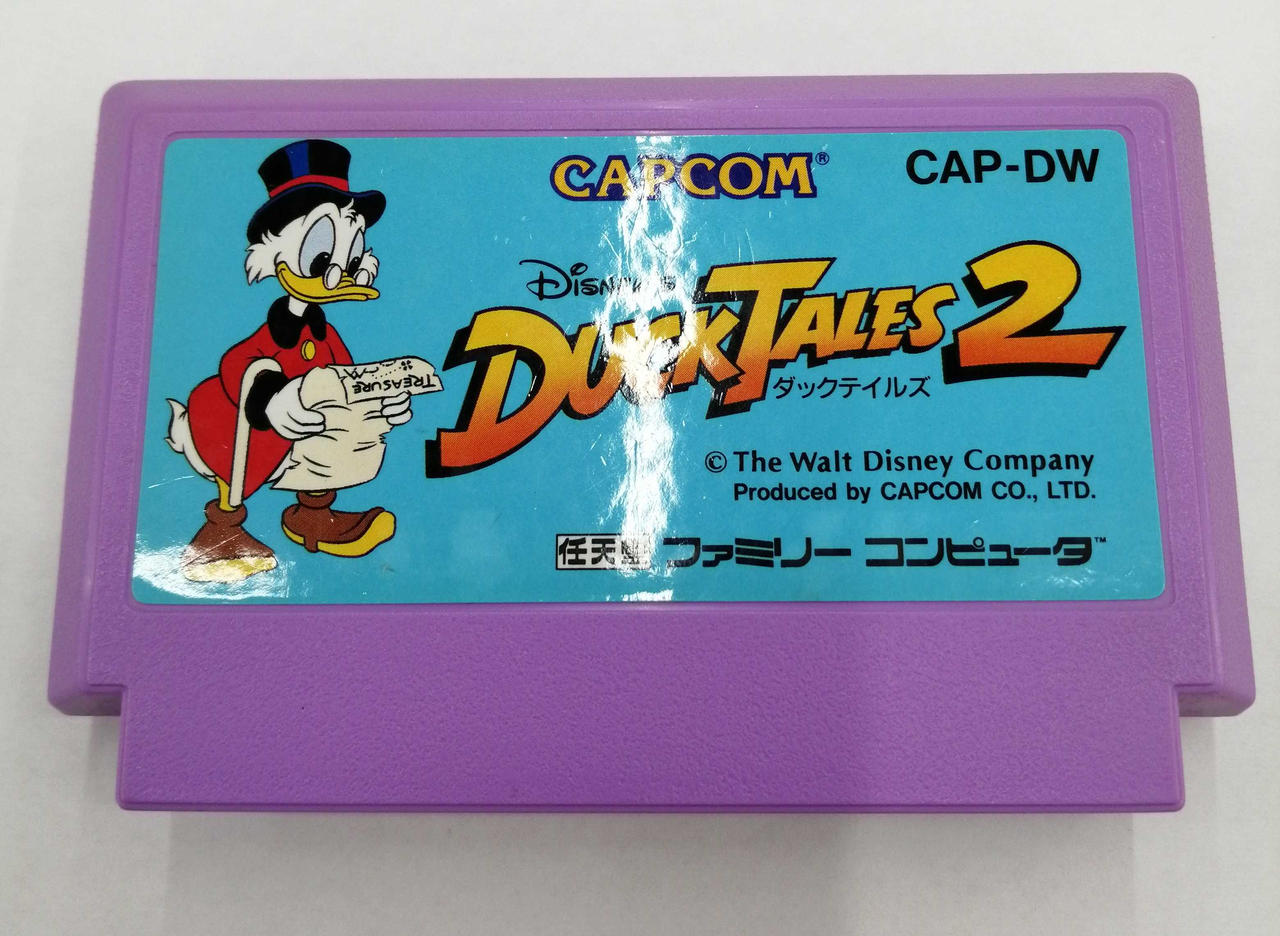 CAPCOM®
CAP-DW
Disney's
DUCKTALES 2
ダックテイルズ
TREASURE
© The Walt Disney Company
Produced by CAPCOM CO., LTD.
任天堂 ファミリー コンピュータ™